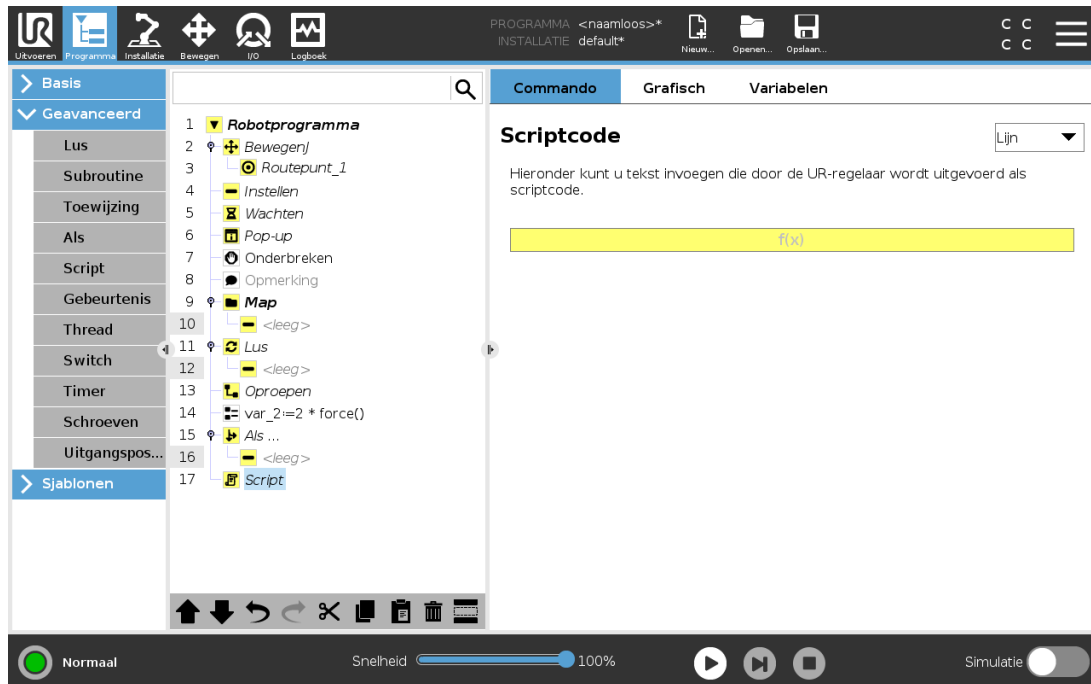 PROGRAMMA <naamloos>*
INSTALLATIE default*
Uitvoeren Programma Installatie Bewegen I/O Logboek Nieuw... Openen... Opslaan...
C C
C C
Basis
Geavanceerd
Lus
Subroutine
Toewijzing
Als
Script
Gebeurtenis
Thread
Switch
Timer
Schroeven
Uitgangspos...
Sjablonen
1 Robotprogramma
2 BewegenJ
3 Routepunt_1
4 Instellen
5 Wachten
6 Pop-up
7 Onderbreken
8 Opmerking
9 Map
10 <leeg>
11 Lus
12 <leeg>
13 Oproepen
14 var_2:=2 * force()
15 Als ...
16 <leeg>
17 Script
Commando Grafisch Variabelen
Scriptcode
Lijn
Hieronder kunt u tekst invoegen die door de UR-regelaar wordt uitgevoerd als
scriptcode.
f(x)
Normaal
Snelheid 100%
Simulatie